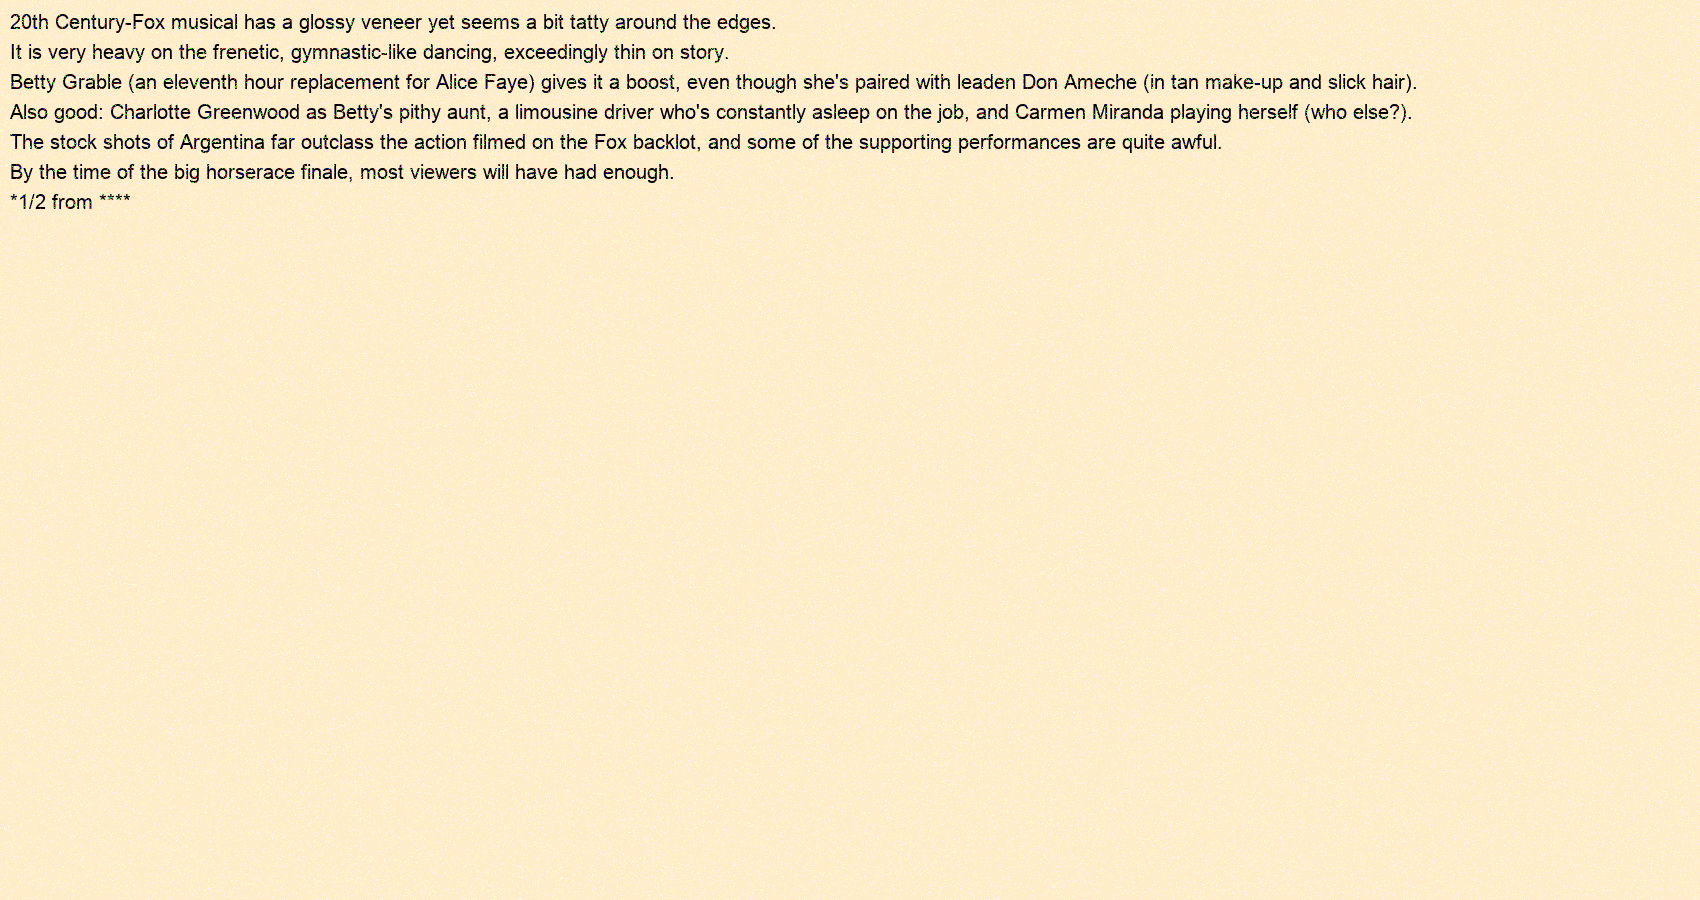 20th Century-Fox musical has a glossy veneer yet seems a bit tatty around the edges.
It is very heavy on the frenetic, gymnastic-like dancing, exceedingly thin on story.
Betty Grable (an eleventh hour replacement for Alice Faye) gives it a boost, even though she's paired with leaden Don Ameche (in tan make-up and slick hair).
Also good: Charlotte Greenwood as Betty's pithy aunt, a limousine driver who's constantly asleep on the job, and Carmen Miranda playing herself (who else?).
The stock shots of Argentina far outclass the action filmed on the Fox backlot, and some of the supporting performances are quite awful.
By the time of the big horserace finale, most viewers will have had enough.
*1/2 from ****